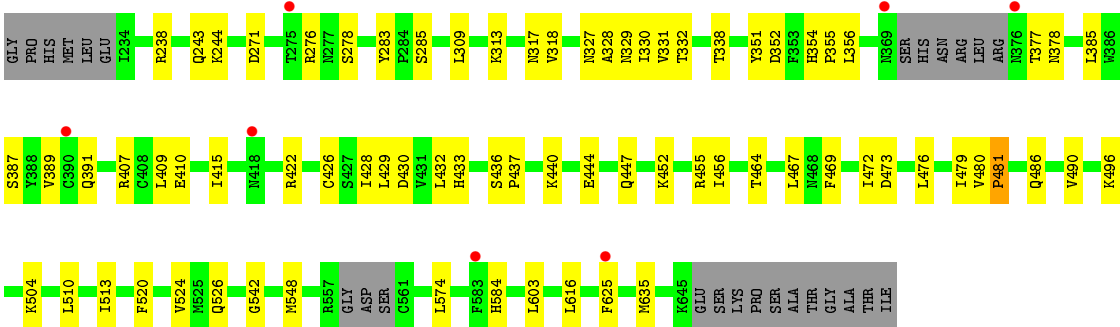 GLY PRO HIS MET LEU GLU I234 R238 Q243 K244 D271 T275 R276 N277 S278 Y283 P284 S285 L309 K313 N317 V318 N327 A328 N329 I330 V331 T332 T338 Y351 D352 F353 H354 P355 L356 N369 SER HIS ASN ARG LEU ARG N376 T377 N378 L385 W386
S387 Y388 V389 C390 Q391 R407 C408 L409 E410 I415 N418 R422 C426 S427 I428 L429 D430 V431 L432 H433 S436 P437 K440 E444 Q447 K452 R455 I456 T464 L467 N468 F469 I472 D473 L476 I479 V480 P481 Q486 V490 K496
K504 L510 I513 F520 V524 M525 Q526 G542 M548 R557 GLY ASP SER C561 L574 F583 H584 L603 L616 F625 M635 K645 GLU SER LYS PRO SER ALA THR GLY ALA THR ILE